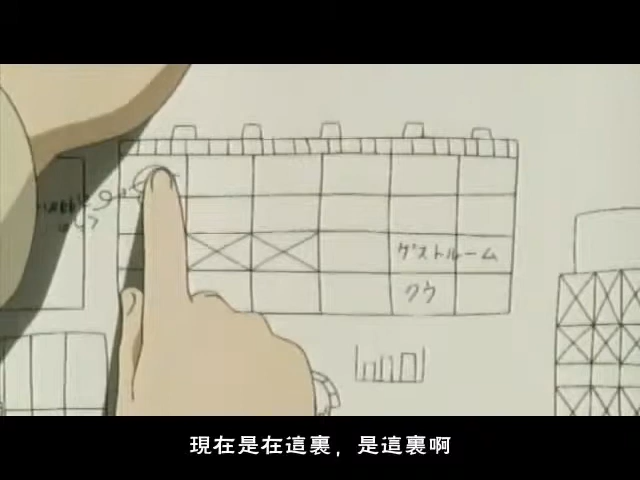 ゲストルーム
クウ
現在是在這裏，是這裏啊